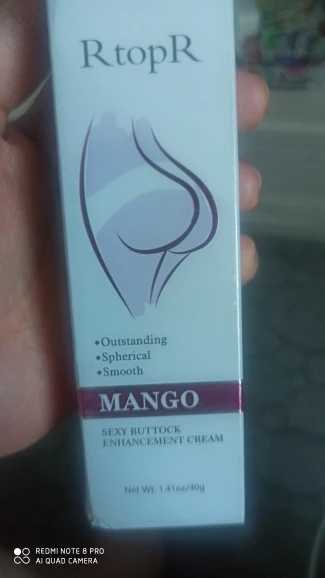 RtopR
◆Outstanding
◆Spherical
◆Smooth
MANGO
SEXY BUTTOCK
ENHANCEMENT CREAM
Net Wt: 1.41oz/40g
REDMI NOTE 8 PRO
AI QUAD CAMERA